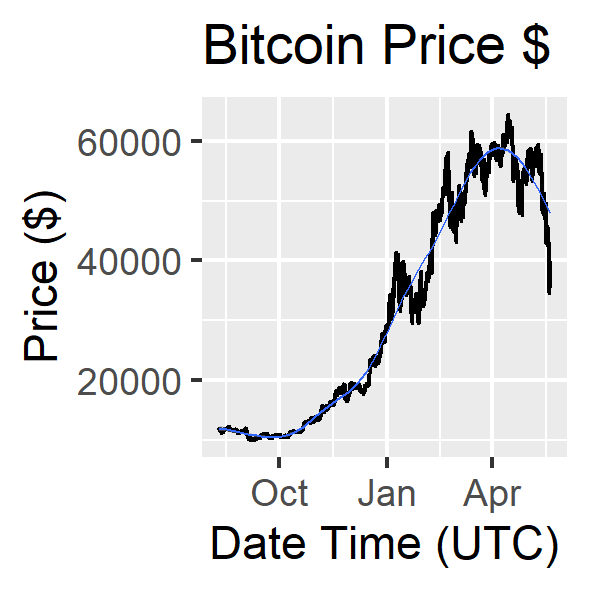 Bitcoin Price $
Price ($)
60000
40000
20000
Oct Jan Apr
Date Time (UTC)